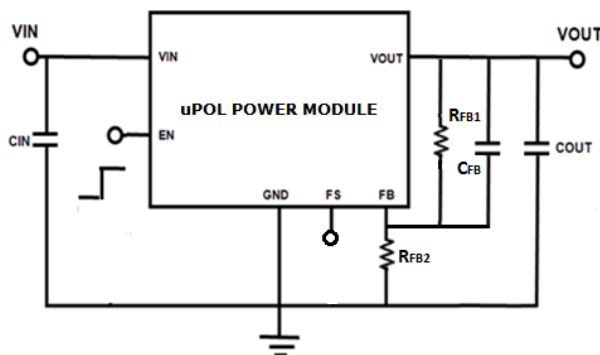 VIN
VOUT
VIN
VOUT
uPOL POWER MODULE
RFB1
CIN
EN
CFB
COUT
GND
FS
FB
RFB2